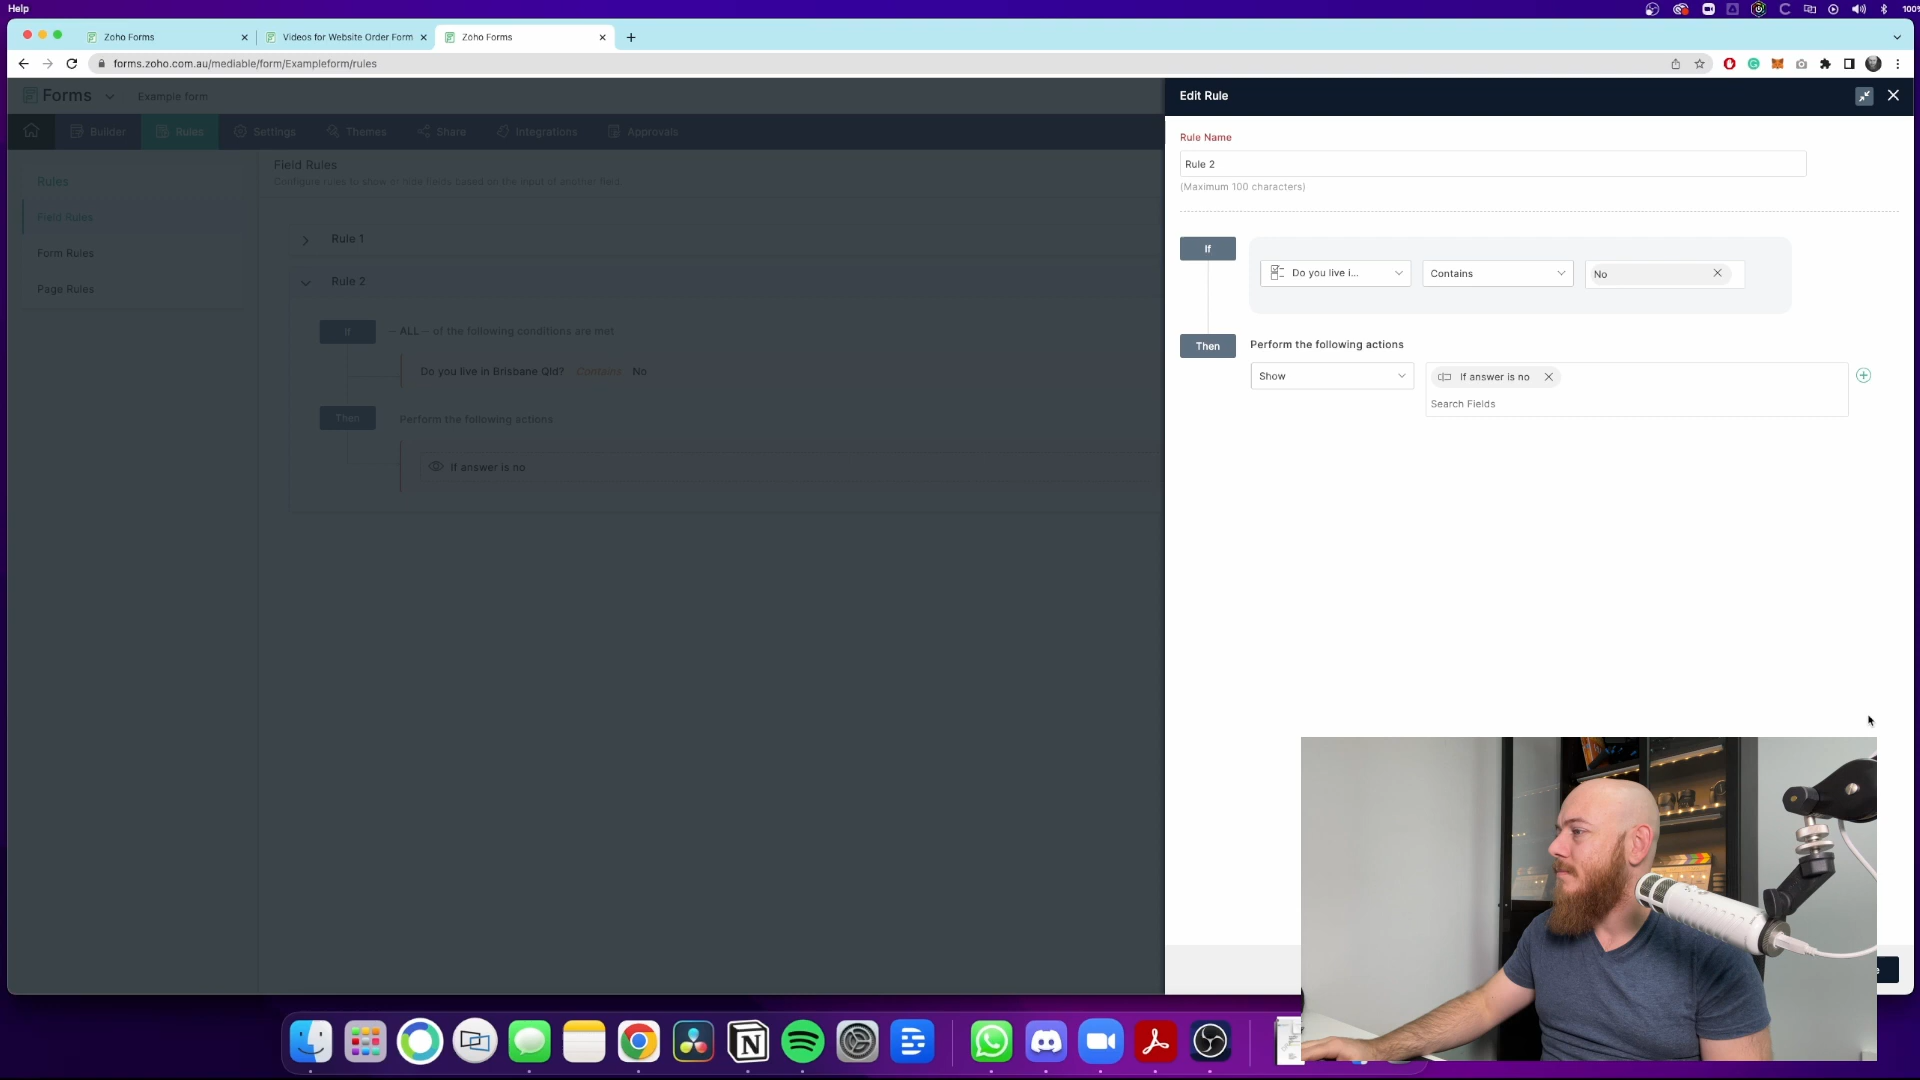 Help
100%
Zoho Forms
Videos for Website Order Form
Zoho Forms
forms.zoho.com.au/mediable/form/Exampleform/rules
Forms
Example form
Builder
Rules
Settings
Themes
Share
Integrations
Approvals
Rules
Field Rules
Form Rules
Page Rules
Field Rules
Configure rules to show or hide fields based on the input of another field.
Rule 1
Rule 2
If
— ALL — of the following conditions are met
Do you live in Brisbane Qld? Contains No
Then
Perform the following actions
If answer is no
Edit Rule
Rule Name
Rule 2
(Maximum 100 characters)
If
Do you live i...
Contains
No
Then
Perform the following actions
Show
If answer is no
Search Fields